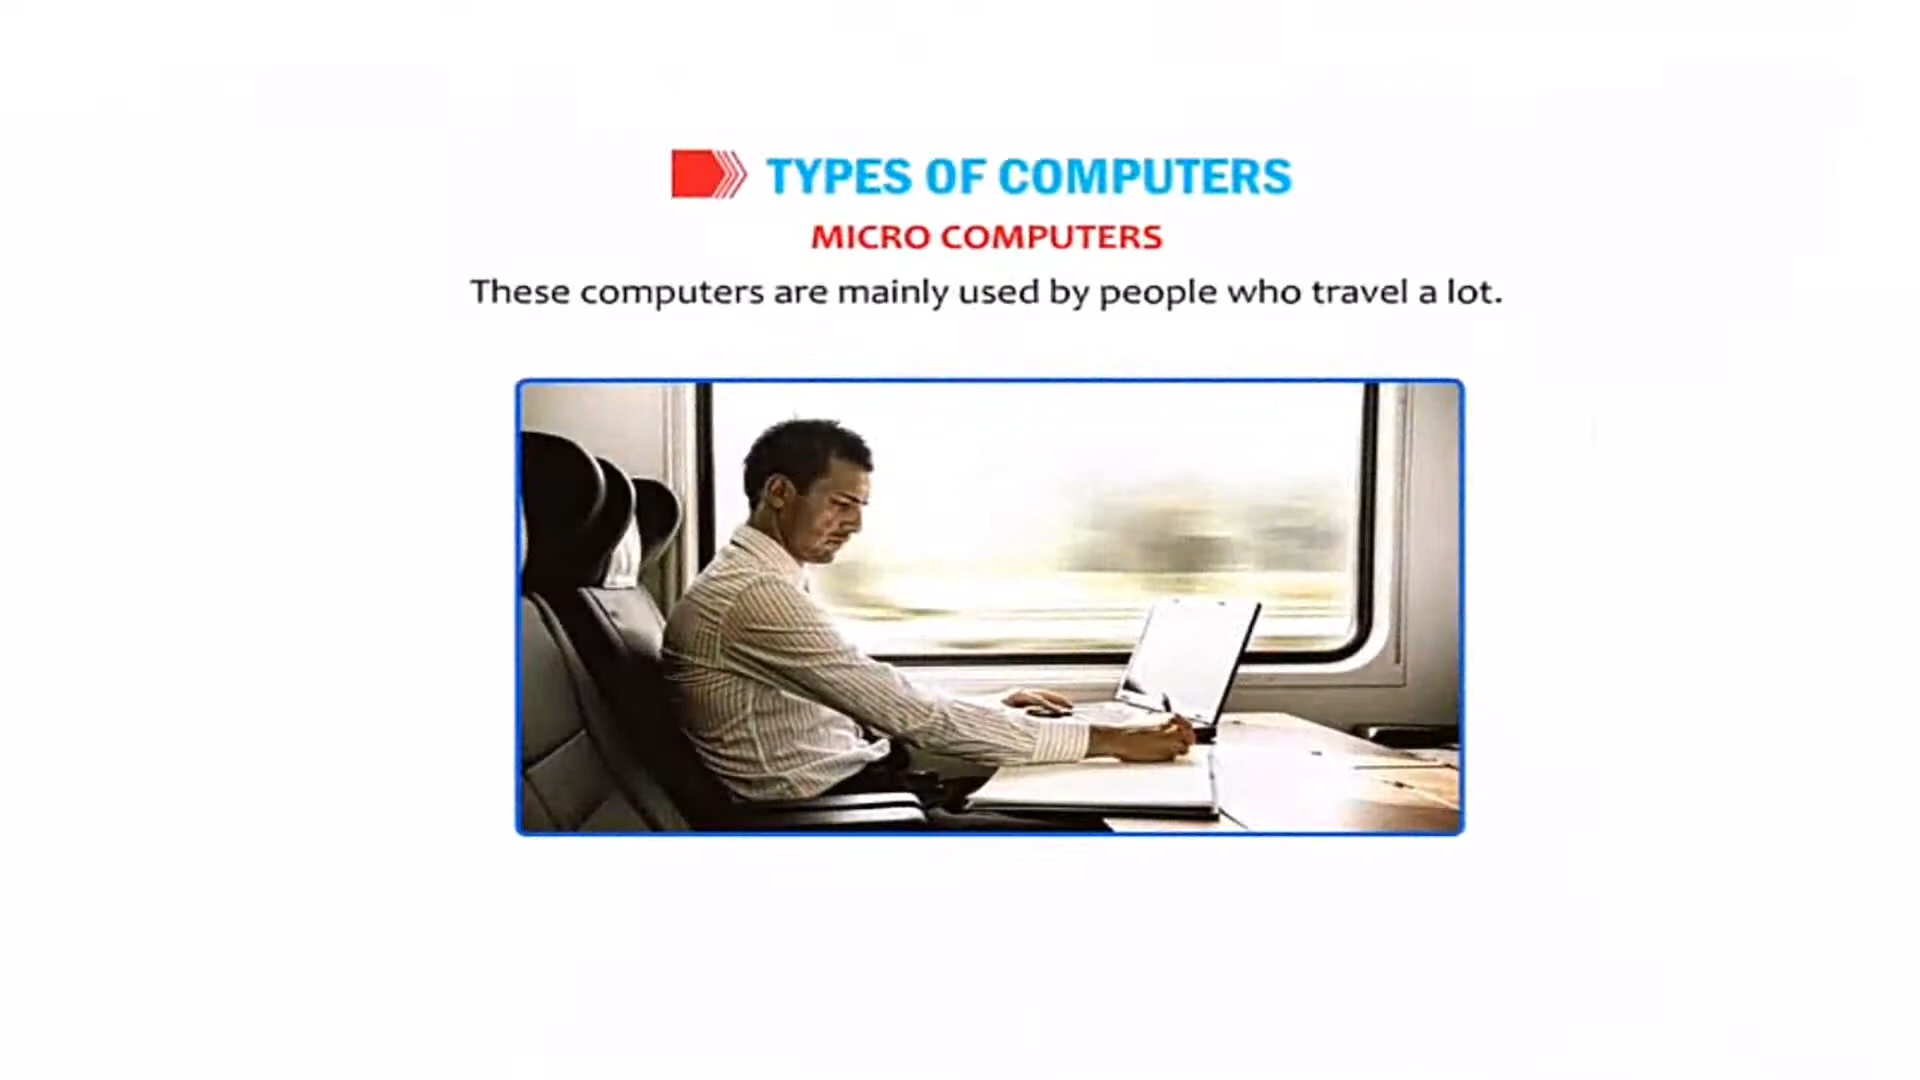 TYPES OF COMPUTERS
MICRO COMPUTERS
These computers are mainly used by people who travel a lot.